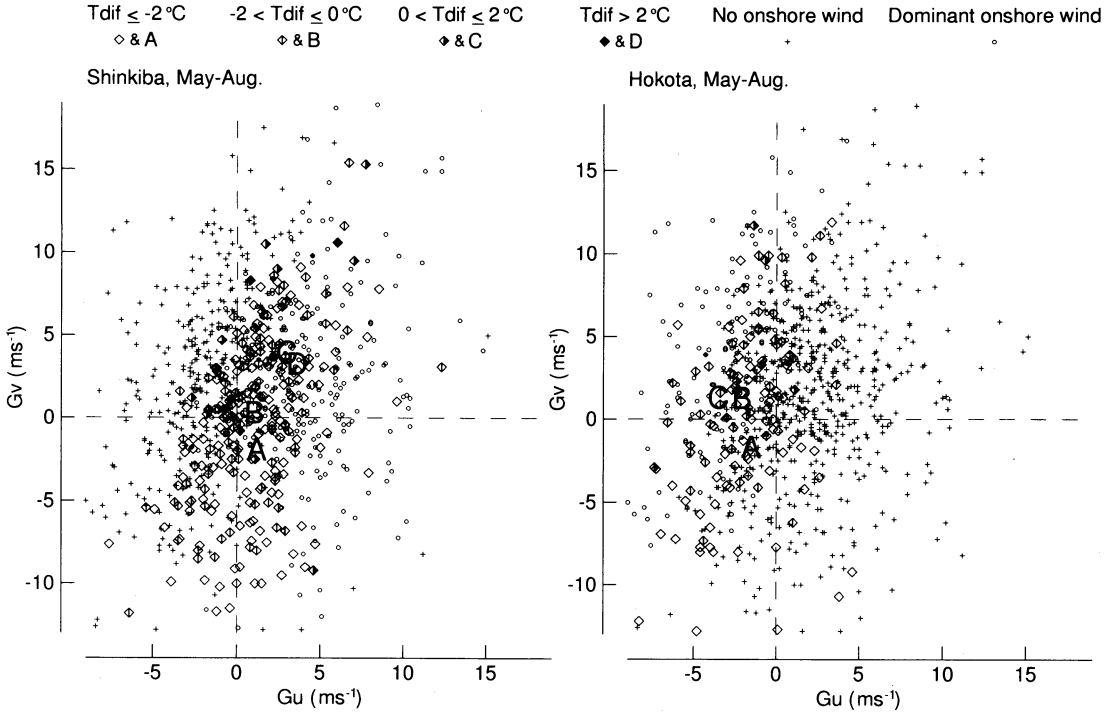 Tdif ≤ -2°C -2 < Tdif ≤ 0°C 0 < Tdif ≤ 2°C Tdif > 2°C No onshore wind Dominant onshore wind
◇ & A & B & C ◆ & D + ○
Shinkiba, May-Aug. Hokota, May-Aug.
15
10
5
0
-5
-10
Gv (ms⁻¹)
C
D
B
A
-5 0 5 10 15
Gu (ms⁻¹)
15
10
5
0
-5
-10
Gv (ms⁻¹)
C B
A
-5 0 5 10 15
Gu (ms⁻¹)